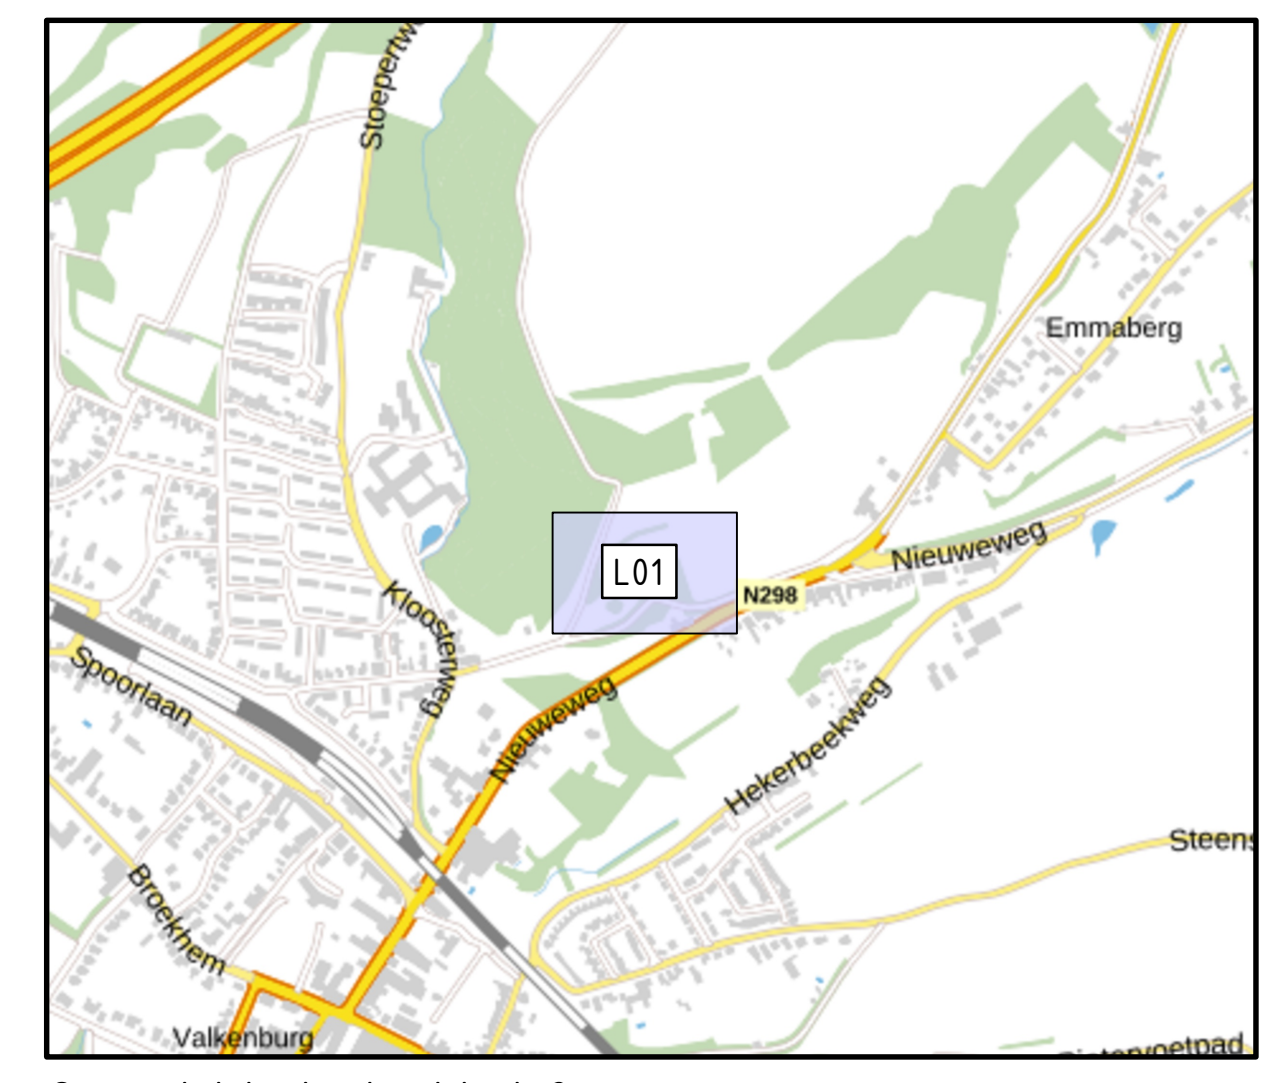 Stoepertw
Emmaberg
L01
N298
Nieuweweg
Kloosterweg
Spoorlaan
Nieuweweg
Hekerbeekweg
Steens
Broekhem
Valkenburg